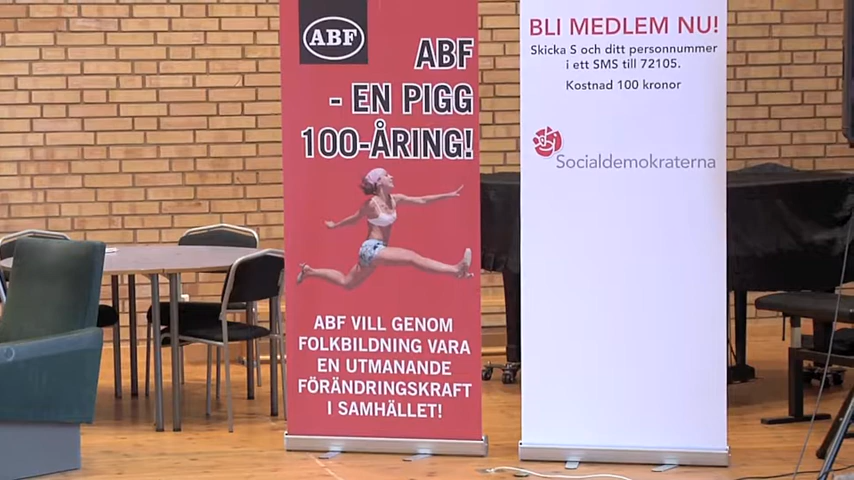 ABF
ABF
- EN PIGG
100-ÅRING!
ABF VILL GENOM
FOLKBILDNING VARA
EN UTMANANDE
FÖRÄNDRINGSKRAFT
I SAMHÄLLET!
BLI MEDLEM NU!
Skicka S och ditt personnummer
i ett SMS till 72105.
Kostnad 100 kronor
Socialdemokraterna